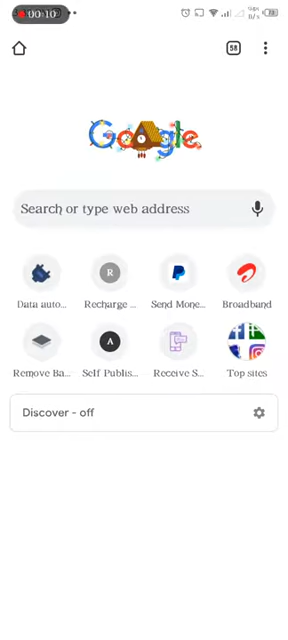 00:10
58
Google
Search or type web address
Data auto...
Recharge ...
Send Mone...
Broadband
R
A
Remove Ba...
Self Publis...
Receive S...
Top sites
Discover - off